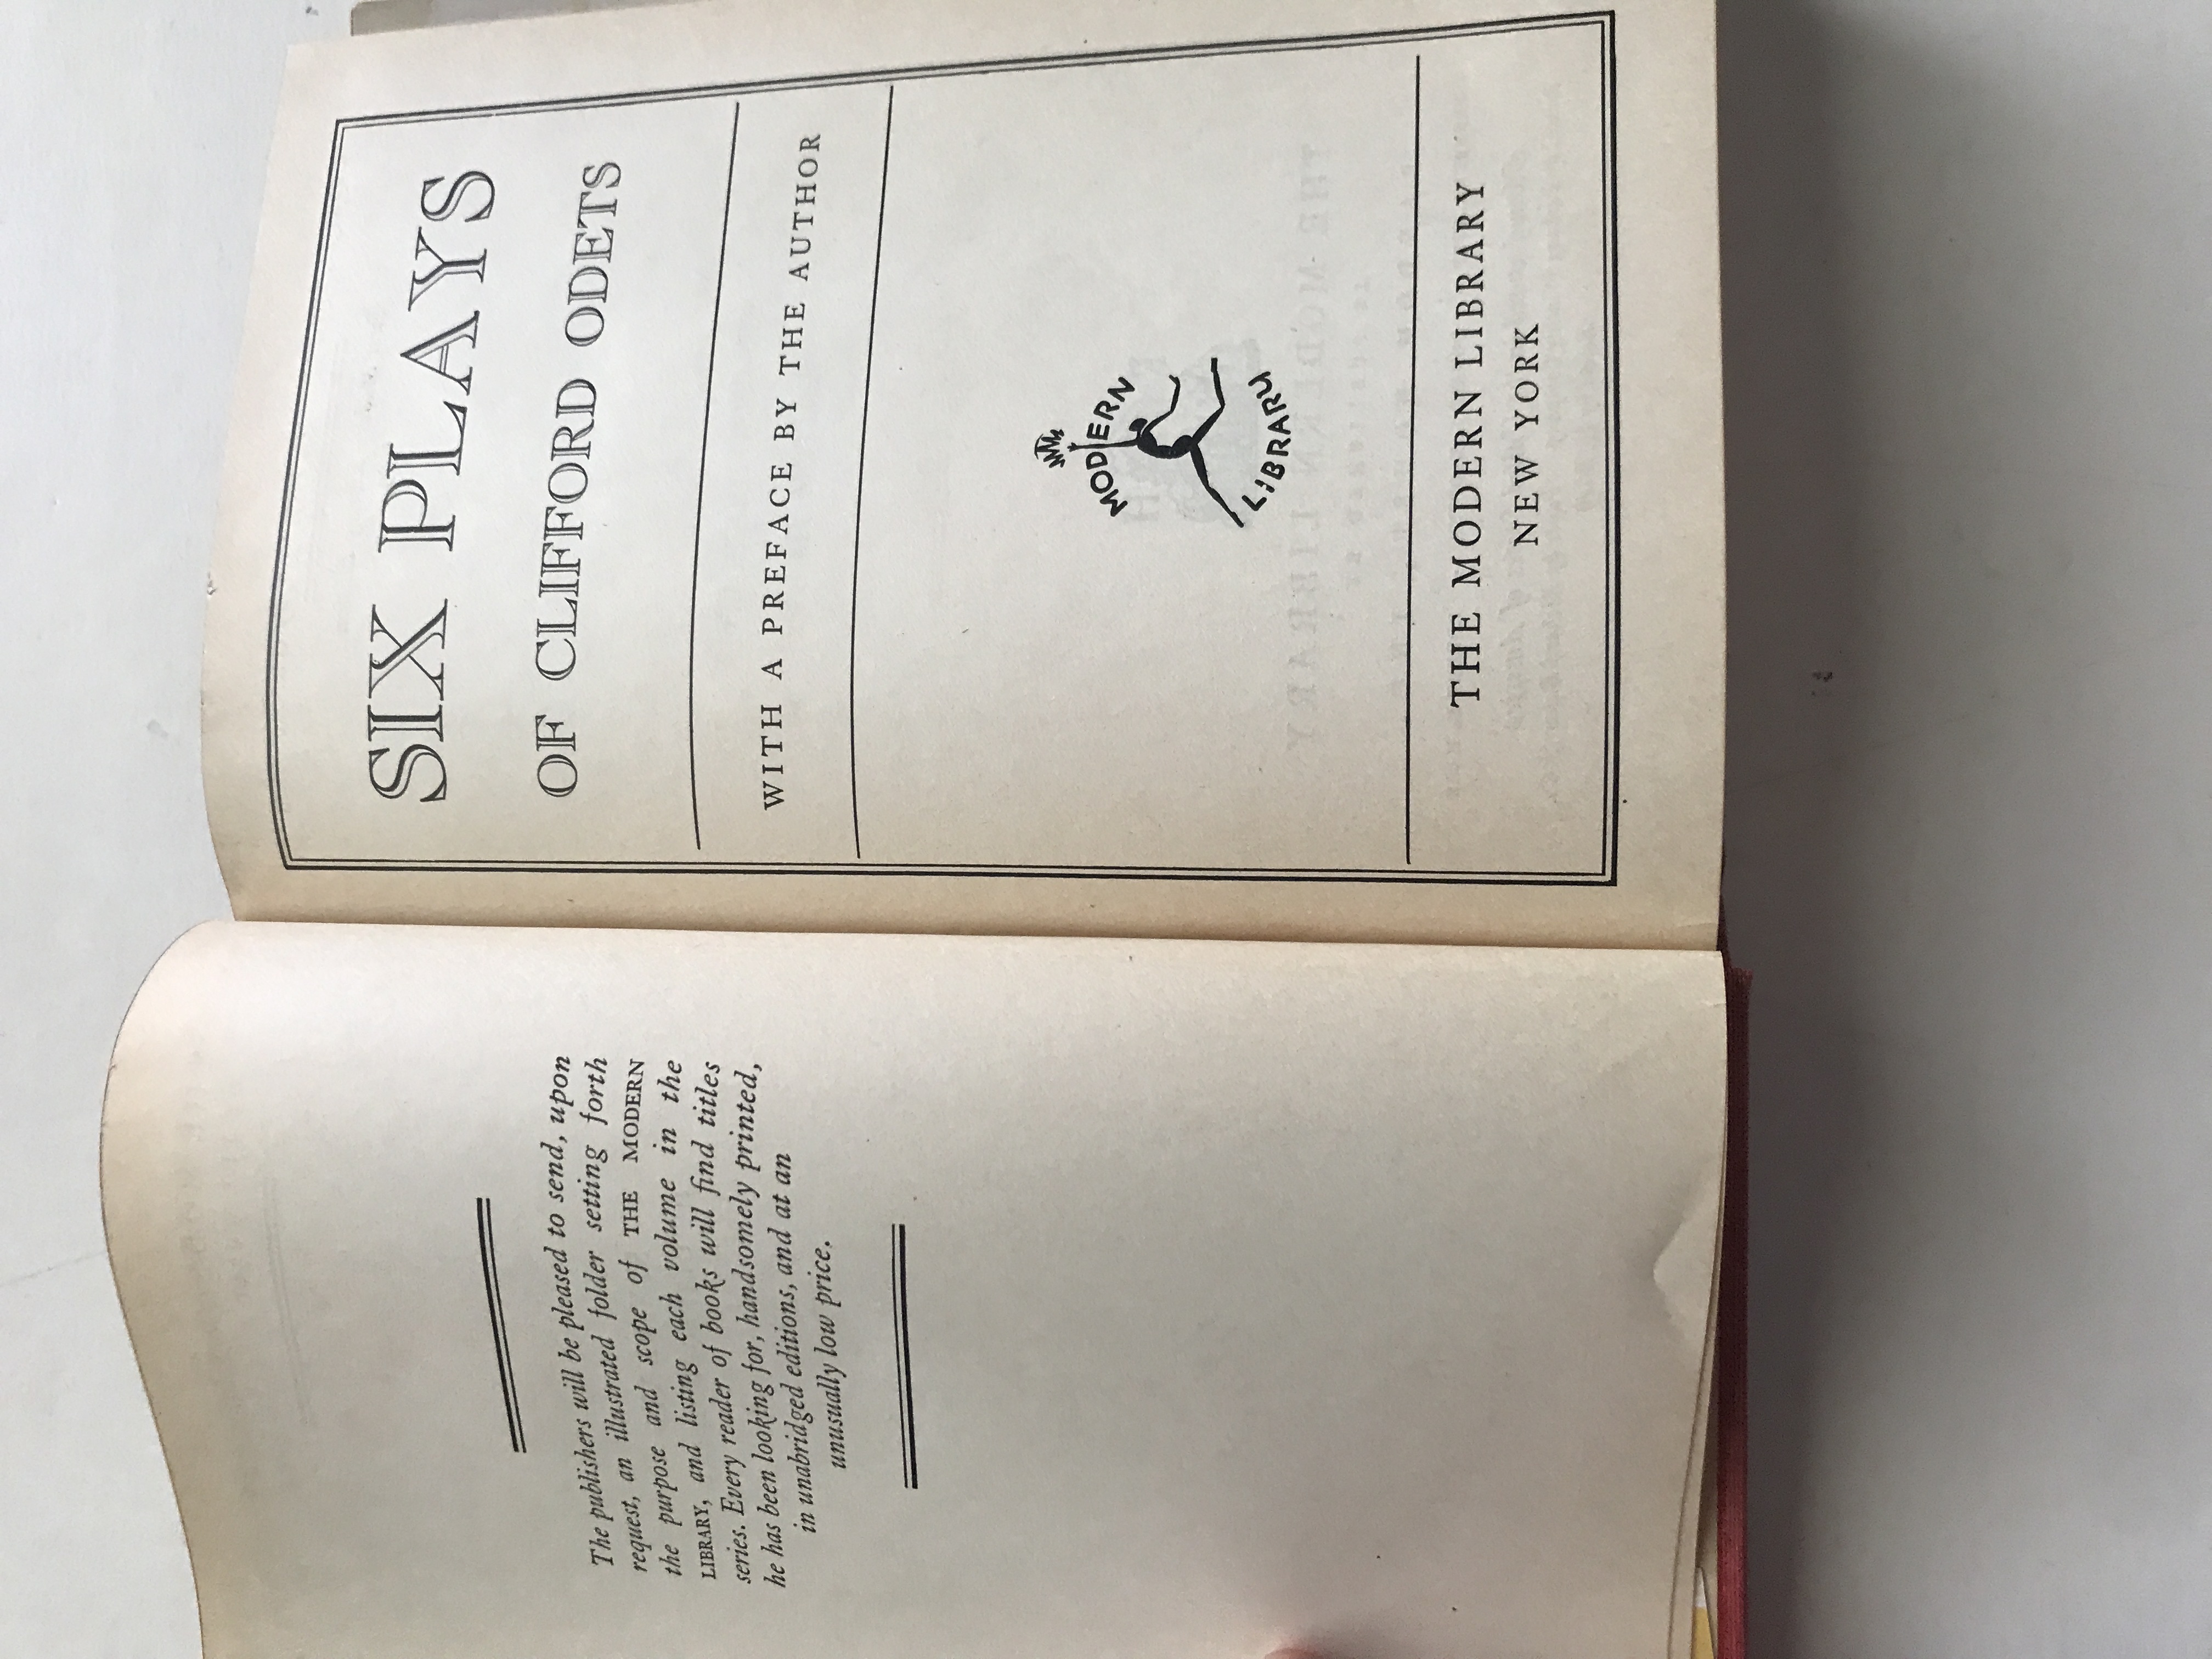 The publishers will be pleased to send, upon
request, an illustrated folder setting forth
the purpose and scope of THE MODERN
LIBRARY, and listing each volume in the
series. Every reader of books will find titles
he has been looking for, handsomely printed,
in unabridged editions, and at an
unusually low price.
SIX PLAYS
OF CLIFFORD ODETS
WITH A PREFACE BY THE AUTHOR
MODERN
LIBRARY
THE MODERN LIBRARY
NEW YORK